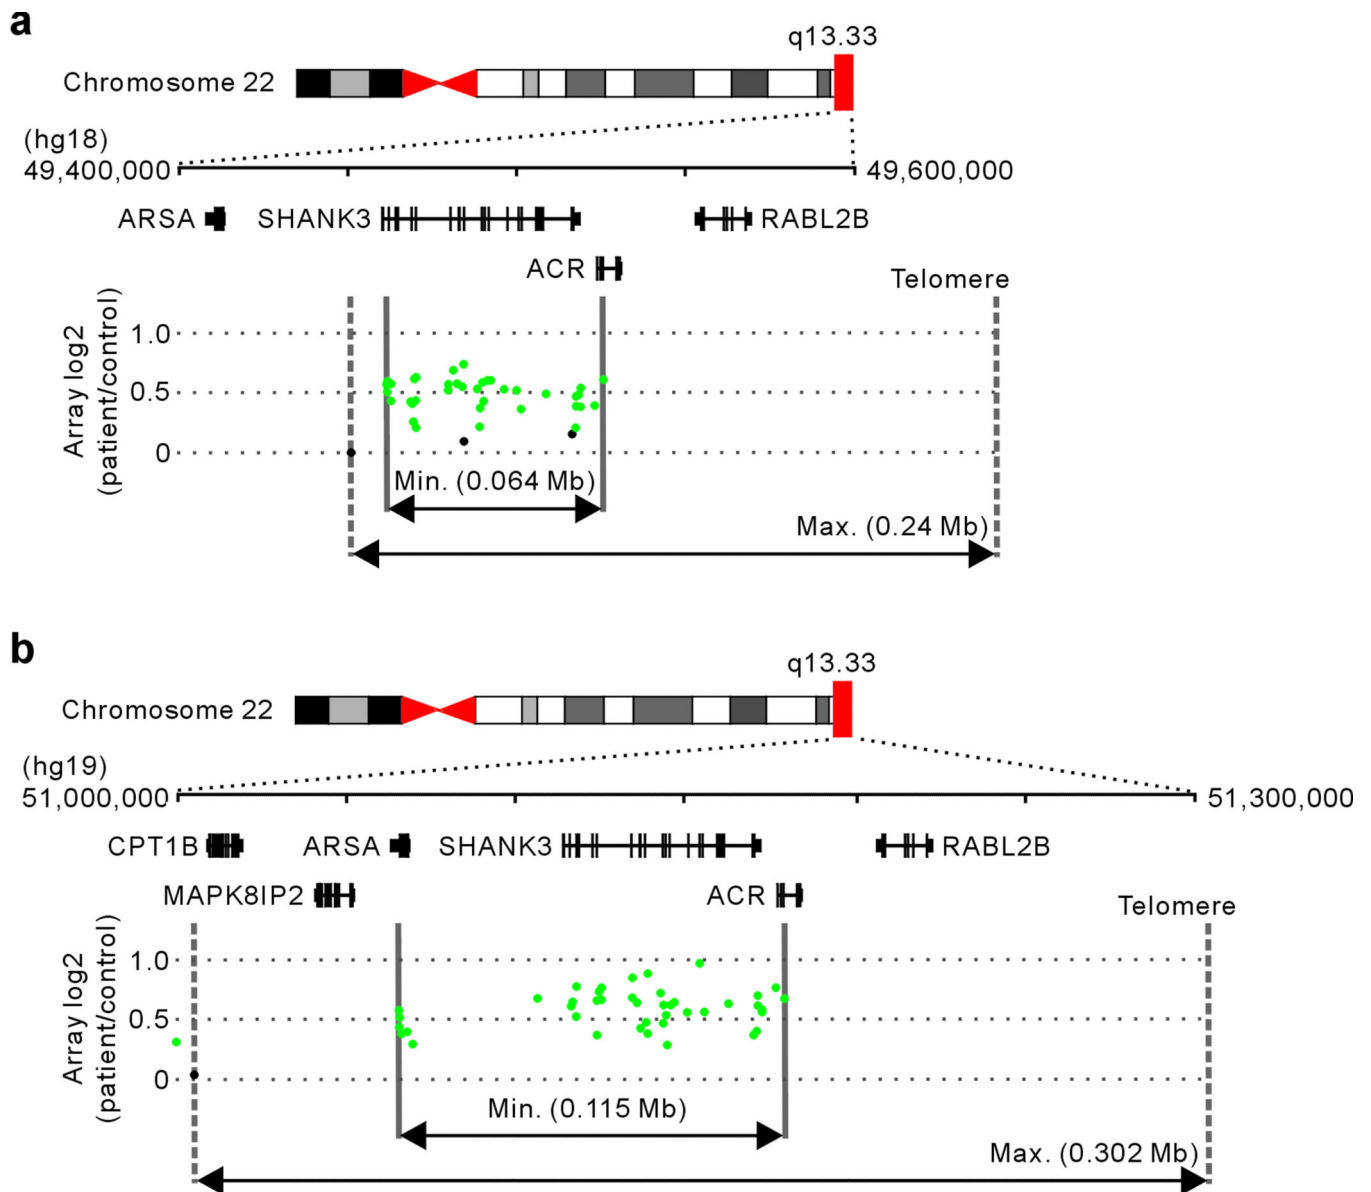 a
q13.33
Chromosome 22
(hg18)
49,400,000 49,600,000
ARSA SHANK3 RABL2B
ACR
Telomere
Array log2
(patient/control)
1.0
0.5
0
Min. (0.064 Mb)
Max. (0.24 Mb)
b
q13.33
Chromosome 22
(hg19)
51,000,000 51,300,000
CPT1B ARSA SHANK3 RABL2B
MAPK8IP2 ACR
Telomere
Array log2
(patient/control)
1.0
0.5
0
Min. (0.115 Mb)
Max. (0.302 Mb)